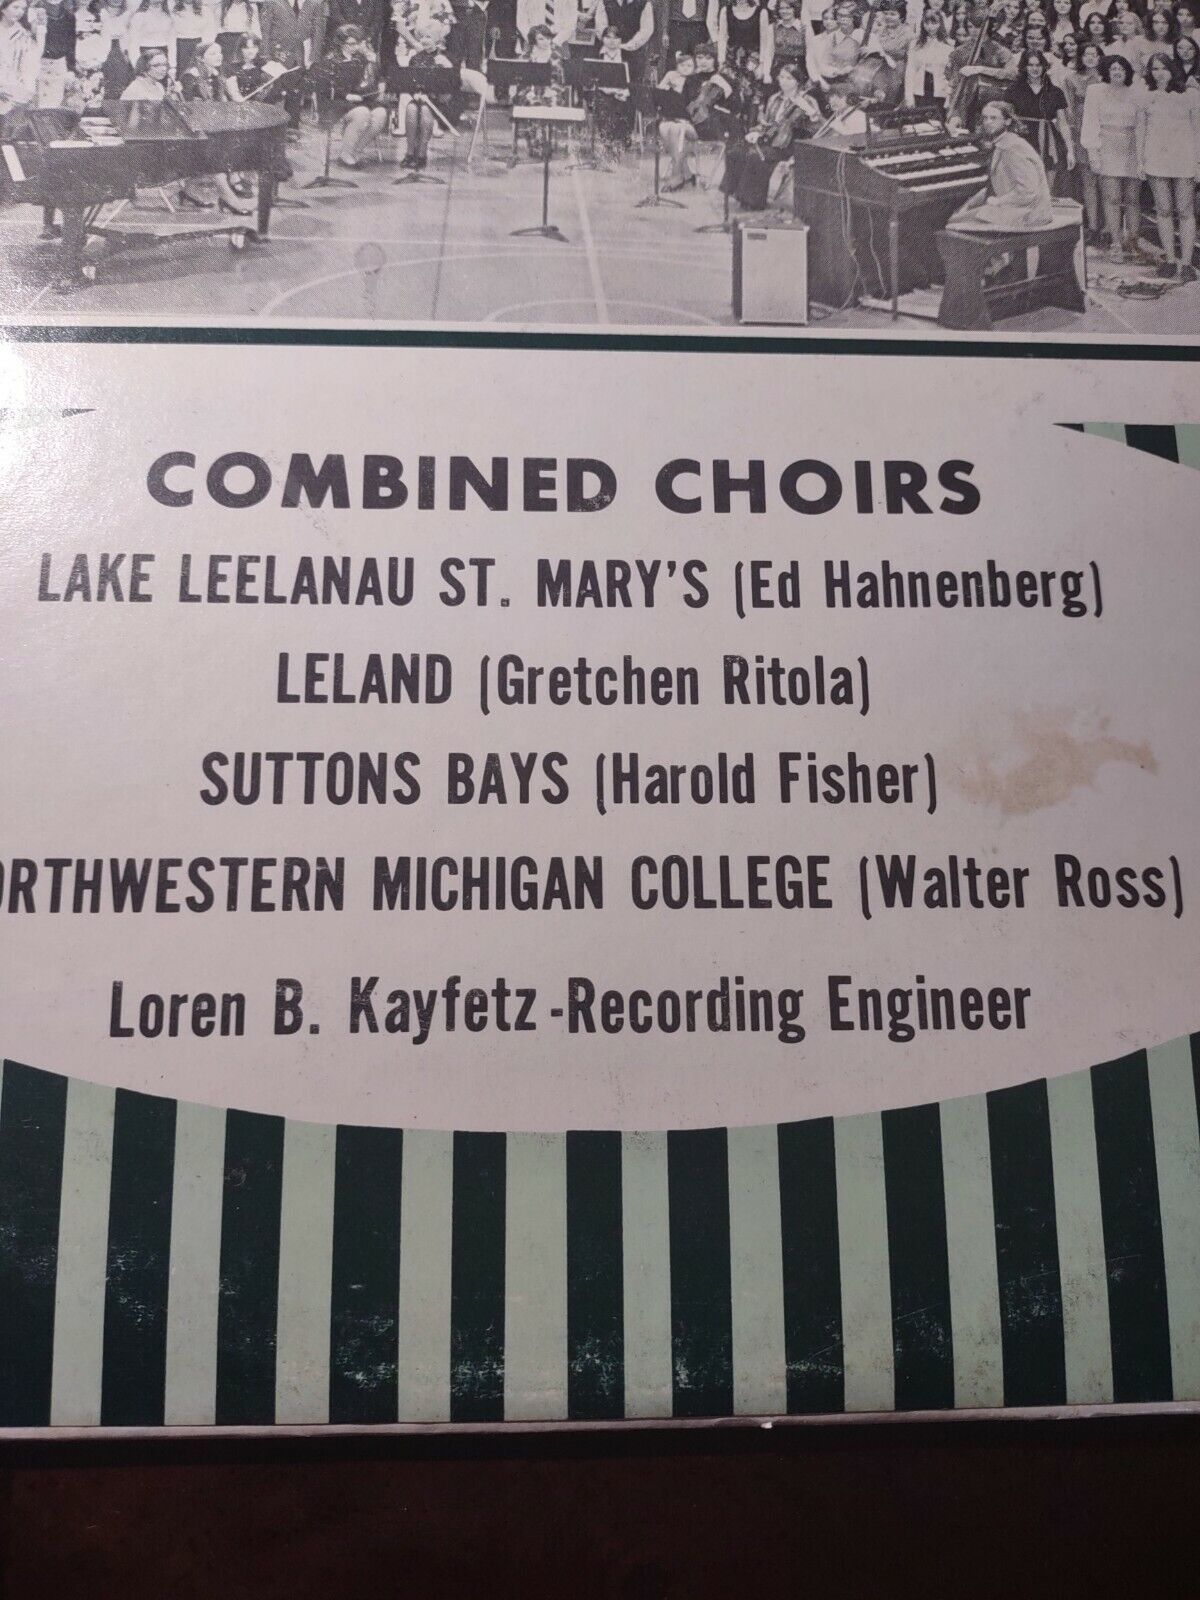 COMBINED CHOIRS
LAKE LEELANAU ST. MARY'S (Ed Hahnenberg)
LELAND (Gretchen Ritola)
SUTTONS BAYS (Harold Fisher)
ORTHWESTERN MICHIGAN COLLEGE (Walter Ross)
Loren B. Kayfetz - Recording Engineer